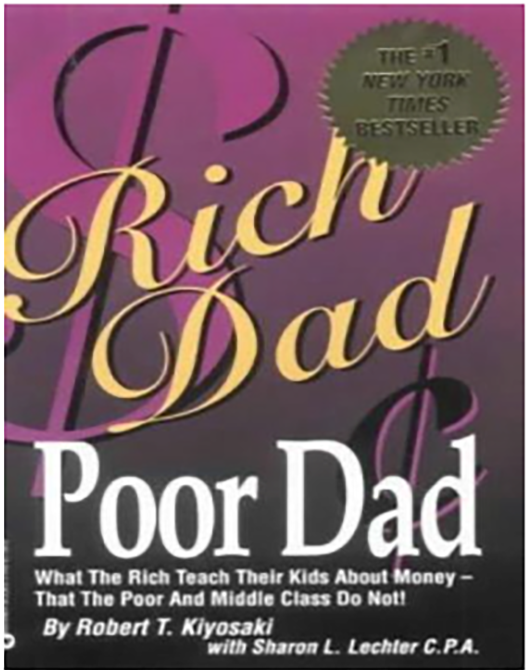 THE #1
NEW YORK
TIMES
BESTSELLER
Rich
Dad
Poor Dad
What The Rich Teach Their Kids About Money –
That The Poor And Middle Class Do Not!
By Robert T. Kiyosaki
with Sharon L. Lechter C.P.A.